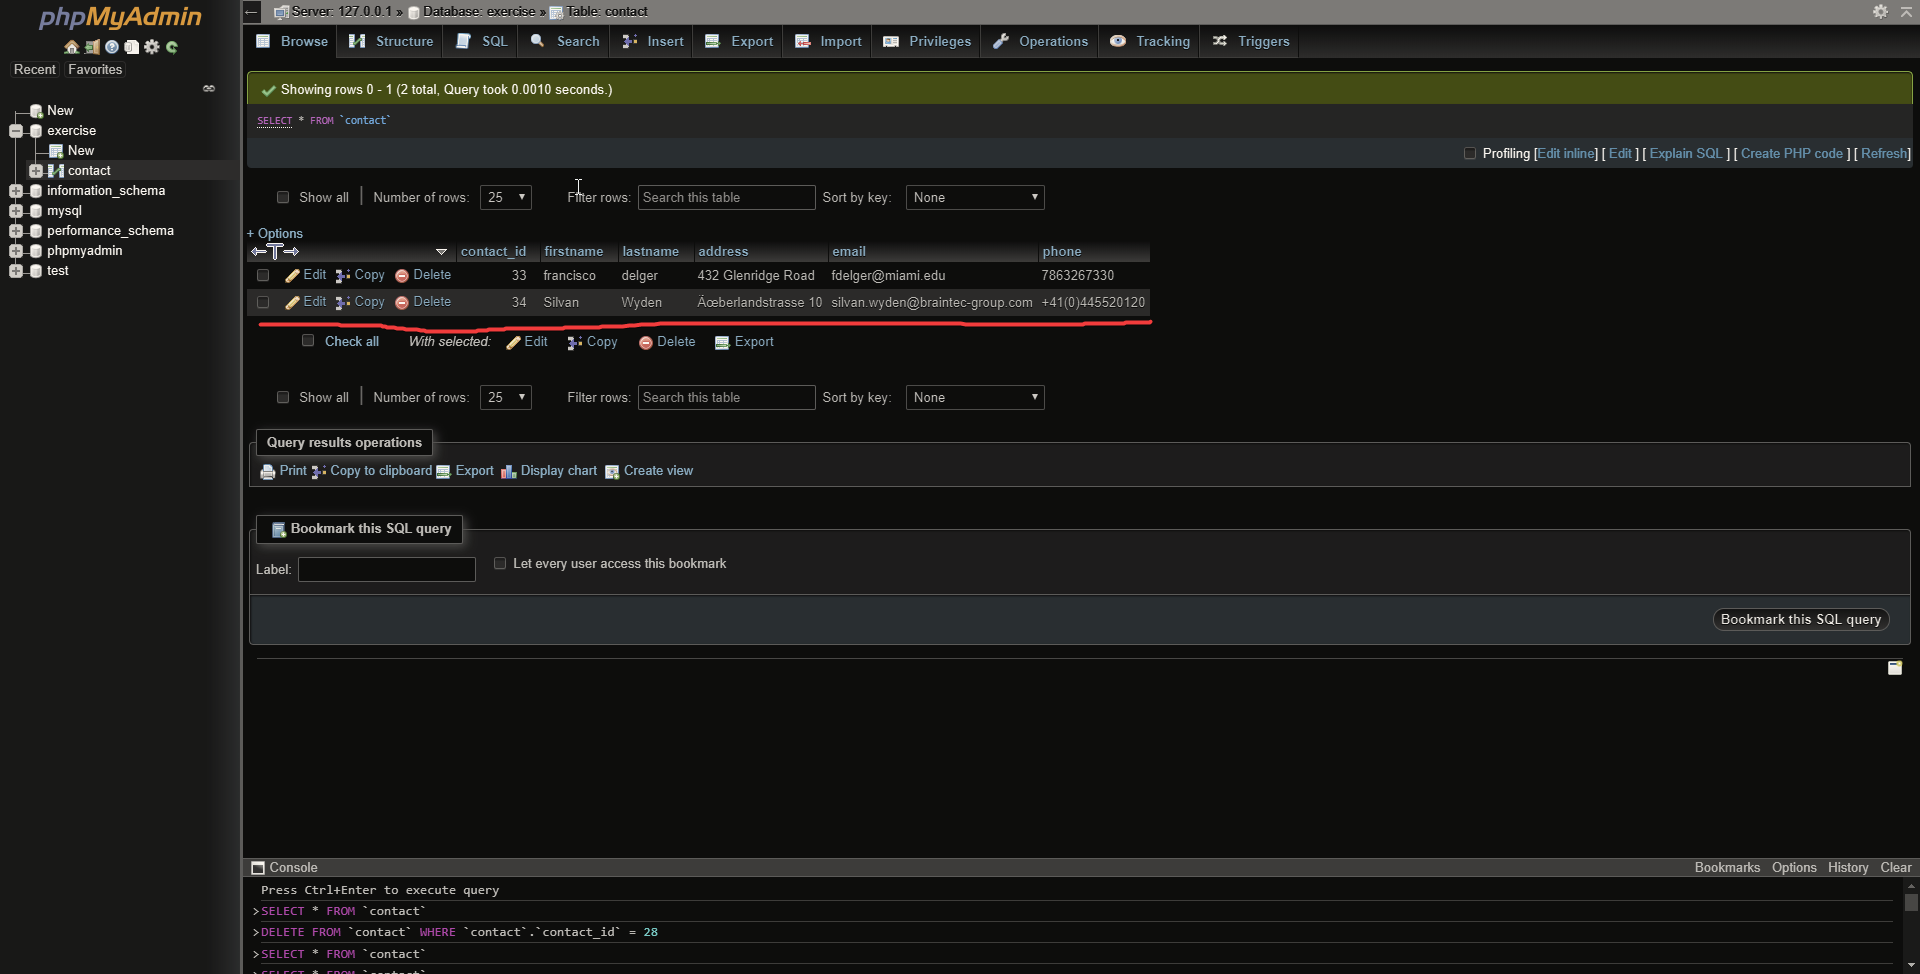 phpMyAdmin
Recent Favorites
New
exercise
New
contact
information_schema
mysql
performance_schema
phpmyadmin
test
Server: 127.0.0.1 » Database: exercise » Table: contact
Browse Structure SQL Search Insert Export Import Privileges Operations Tracking Triggers
Showing rows 0 - 1 (2 total, Query took 0.0010 seconds.)
SELECT * FROM `contact`
Profiling [Edit inline] [ Edit ] [ Explain SQL ] [ Create PHP code ] [ Refresh]
Show all Number of rows: 25 Filter rows: Search this table Sort by key: None
+ Options
contact_id firstname lastname address email phone
Edit Copy Delete 33 francisco delger 432 Glenridge Road fdelger@miami.edu 7863267330
Edit Copy Delete 34 Silvan Wyden Äœberlandstrasse 10 silvan.wyden@braintec-group.com +41(0)445520120
Check all With selected: Edit Copy Delete Export
Show all Number of rows: 25 Filter rows: Search this table Sort by key: None
Query results operations
Print Copy to clipboard Export Display chart Create view
Bookmark this SQL query
Label: Let every user access this bookmark
Bookmark this SQL query
Console Bookmarks Options History Clear
Press Ctrl+Enter to execute query
>SELECT * FROM `contact`
>DELETE FROM `contact` WHERE `contact`.`contact_id` = 28
>SELECT * FROM `contact`
>SELECT * FROM `contact`